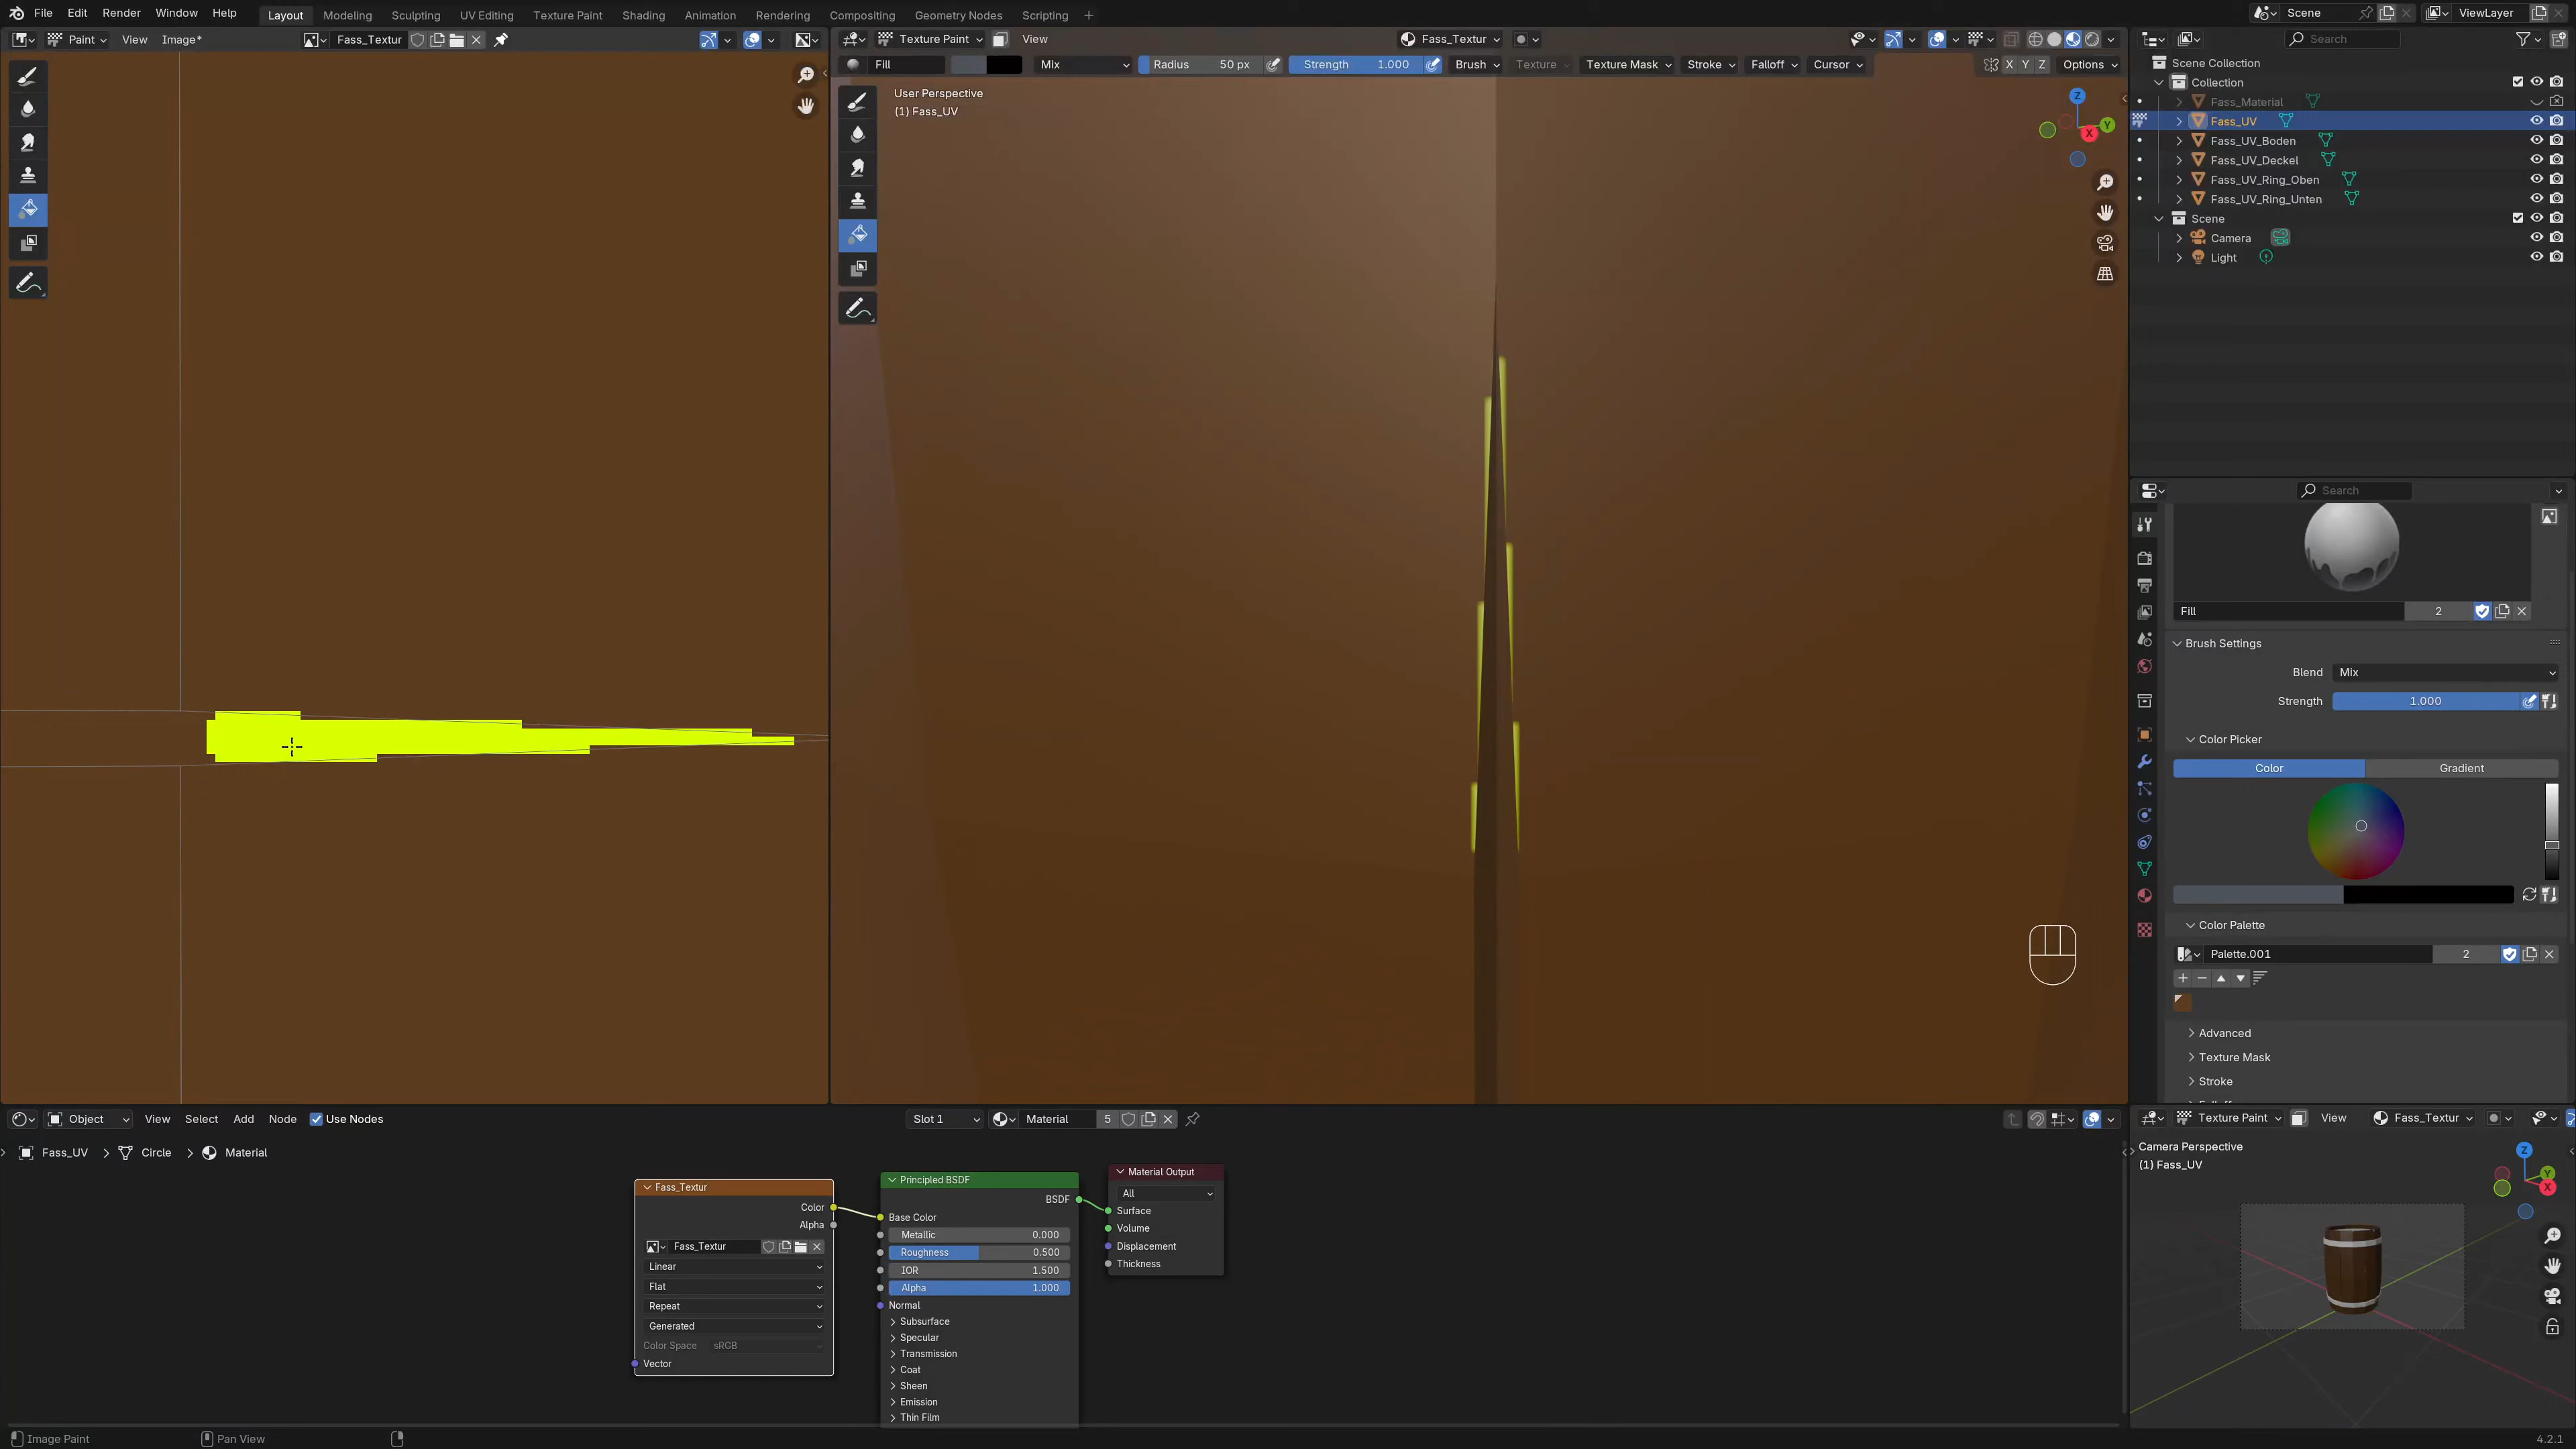 File Edit Render Window Help Layout Modeling Sculpting UV Editing Texture Paint Shading Animation Rendering Compositing Geometry Nodes Scripting + Scene ViewLayer
Paint View Image* Fass_Textur
Texture Paint View Fass_Textur
Search
Fill Mix Radius 50 px Strength 1.000 Brush Texture Texture Mask Stroke Falloff Cursor X Y Z Options
User Perspective
(1) Fass_UV
Z
Y
X
Scene Collection
Collection
Fass_Material
Fass_UV
Fass_UV_Boden
Fass_UV_Deckel
Fass_UV_Ring_Oben
Fass_UV_Ring_Unten
Scene
Camera
Light
Search
Fill 2
Brush Settings
Blend Mix
Strength 1.000
Color Picker
Color Gradient
Color Palette
Palette.001 2
Advanced
Texture Mask
Stroke
Object View Select Add Node Use Nodes Slot 1 Material 5
Fass_UV > Circle > Material
Fass_Textur
Color
Alpha
Fass_Textur
Linear
Flat
Repeat
Generated
Color Space sRGB
Vector
Principled BSDF
BSDF
Base Color
Metallic 0.000
Roughness 0.500
IOR 1.500
Alpha 1.000
Normal
Subsurface
Specular
Transmission
Coat
Sheen
Emission
Thin Film
Material Output
All
Surface
Volume
Displacement
Thickness
Texture Paint View Fass_Textur
Camera Perspective
(1) Fass_UV
Z
Y
X
Image Paint Pan View 4.2.1